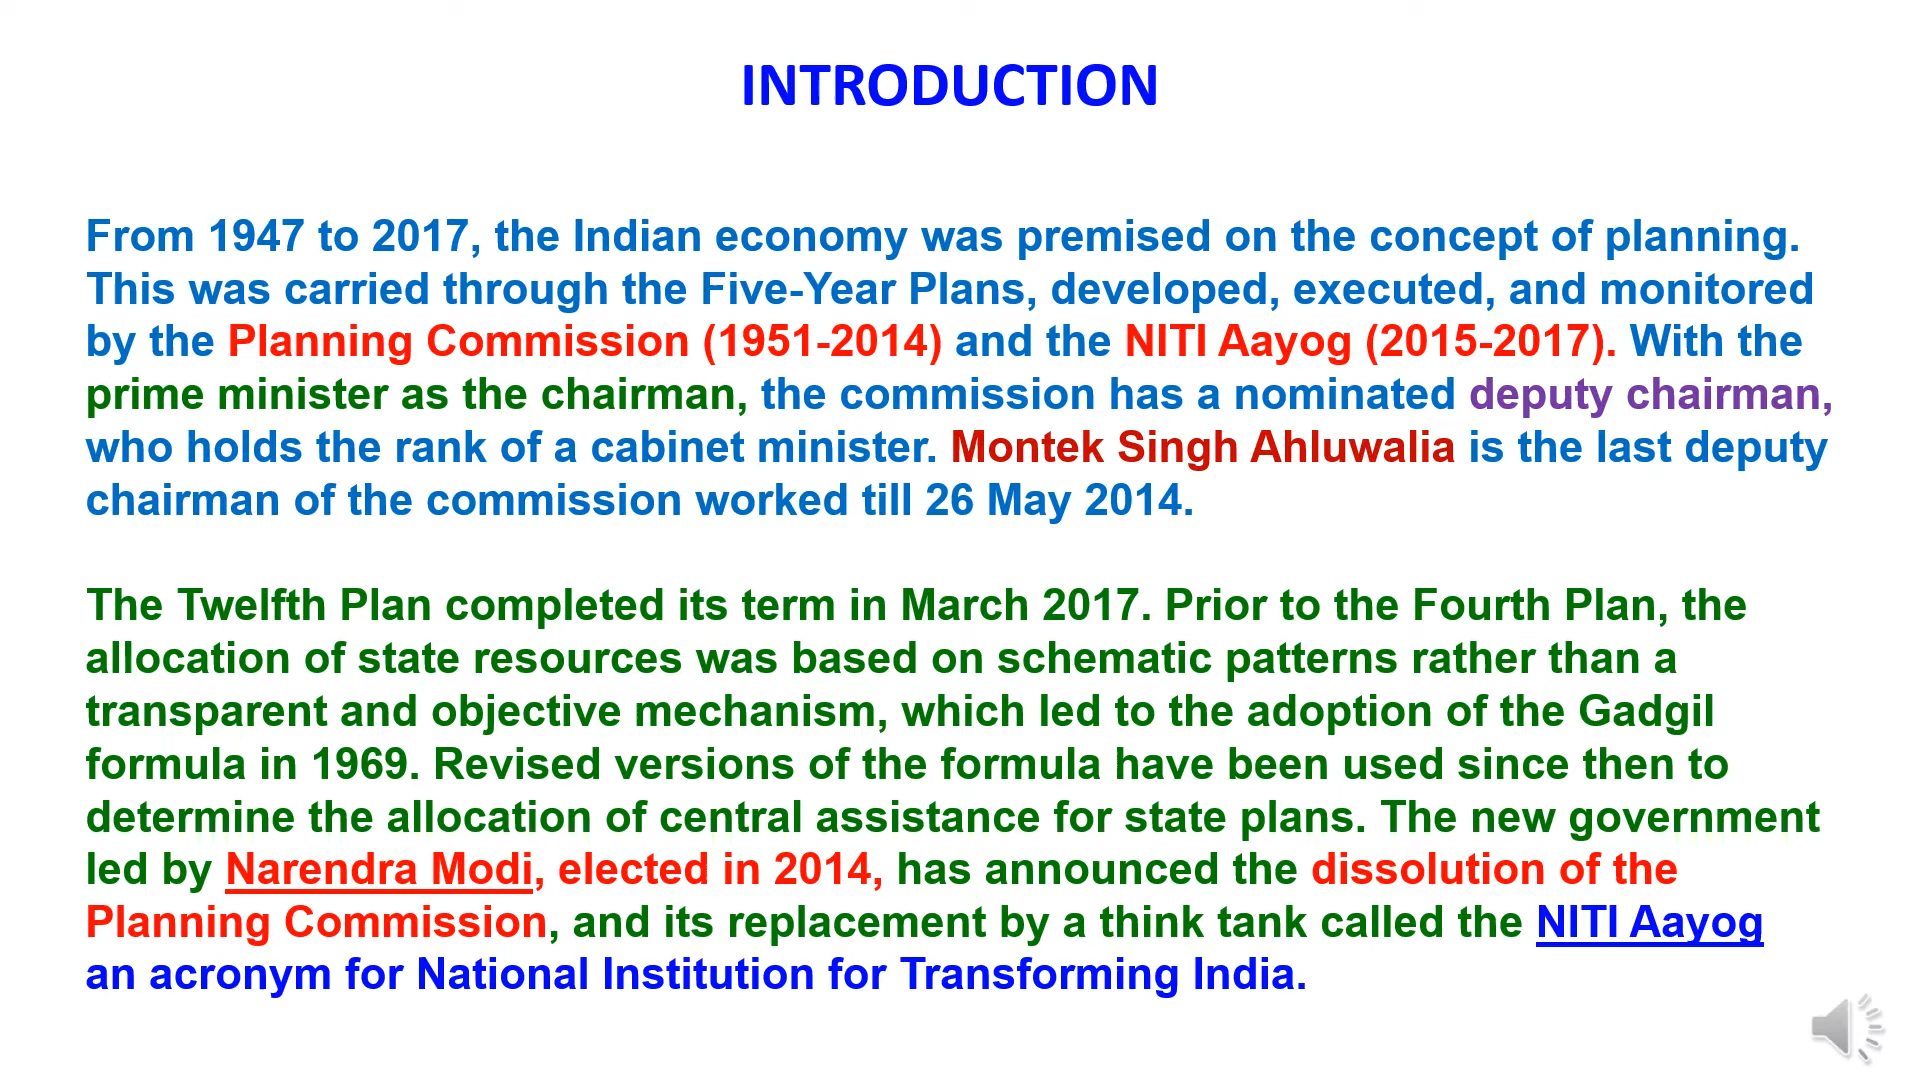 INTRODUCTION
From 1947 to 2017, the Indian economy was premised on the concept of planning.
This was carried through the Five-Year Plans, developed, executed, and monitored
by the Planning Commission (1951-2014) and the NITI Aayog (2015-2017). With the
prime minister as the chairman, the commission has a nominated deputy chairman,
who holds the rank of a cabinet minister. Montek Singh Ahluwalia is the last deputy
chairman of the commission worked till 26 May 2014.
The Twelfth Plan completed its term in March 2017. Prior to the Fourth Plan, the
allocation of state resources was based on schematic patterns rather than a
transparent and objective mechanism, which led to the adoption of the Gadgil
formula in 1969. Revised versions of the formula have been used since then to
determine the allocation of central assistance for state plans. The new government
led by Narendra Modi, elected in 2014, has announced the dissolution of the
Planning Commission, and its replacement by a think tank called the NITI Aayog
an acronym for National Institution for Transforming India.